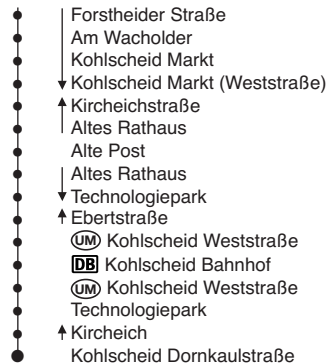 Forstheider Straße
Am Wacholder
Kohlscheid Markt
Kohlscheid Markt (Weststraße)
Kircheichstraße
Altes Rathaus
Alte Post
Altes Rathaus
Technologiepark
Ebertstraße
UM Kohlscheid Weststraße
DB Kohlscheid Bahnhof
UM Kohlscheid Weststraße
Technologiepark
Kircheich
Kohlscheid Dornkaulstraße